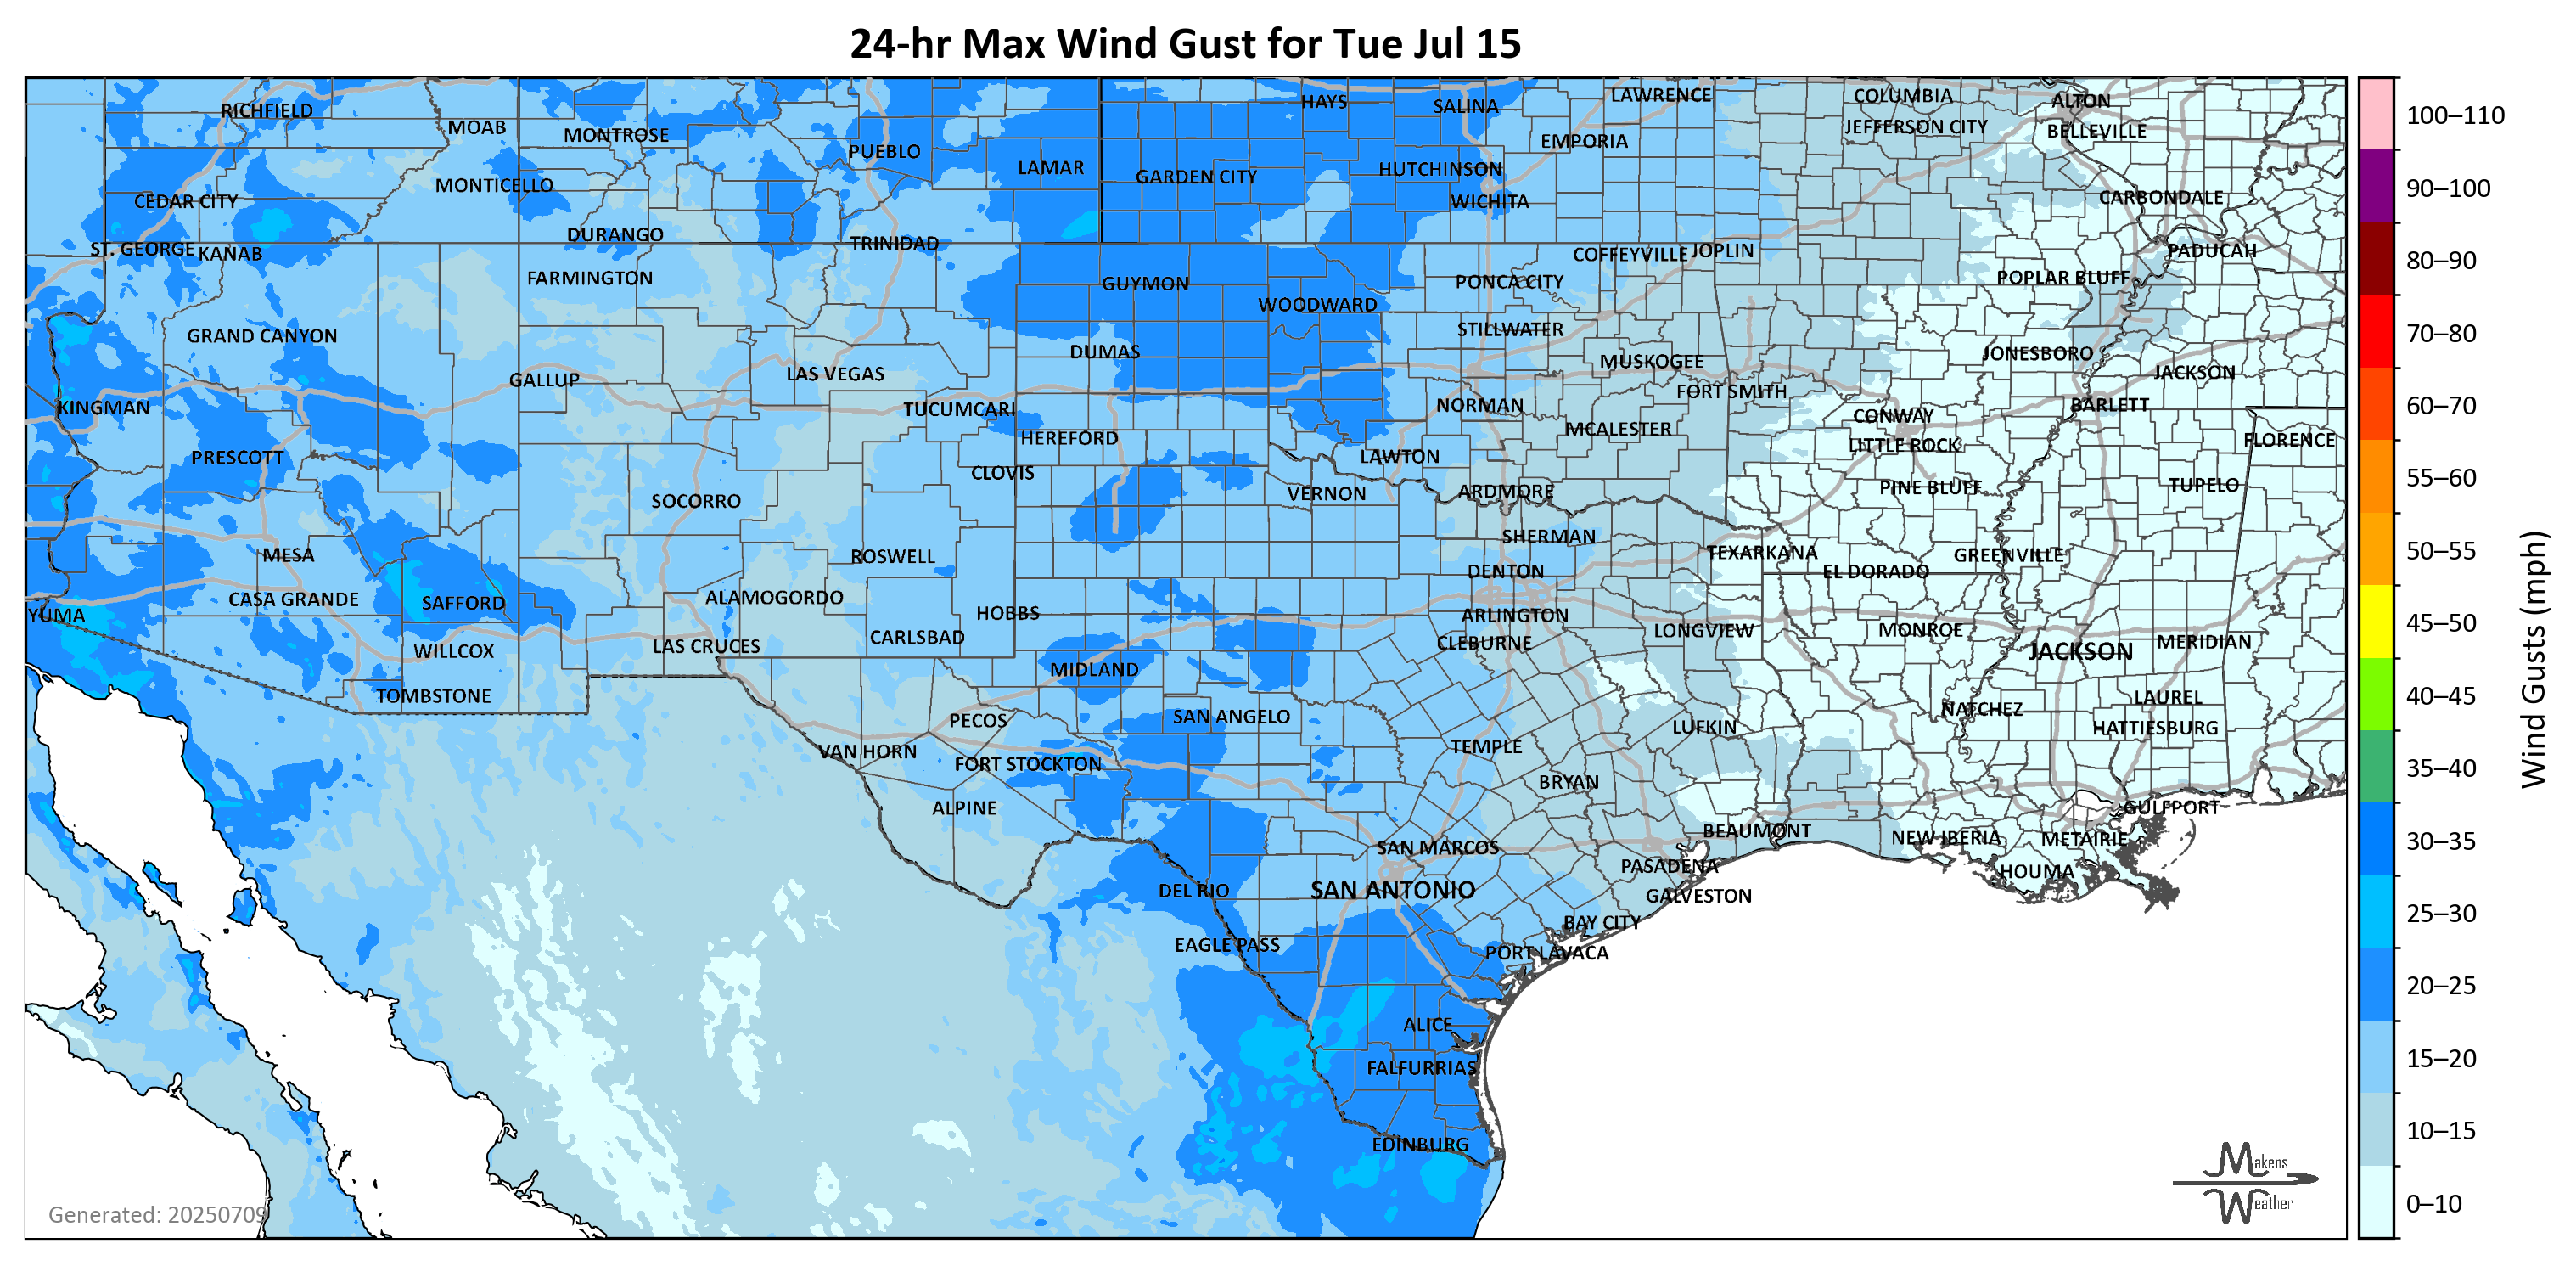 24-hr Max Wind Gust for Tue Jul 15
RICHFIELD
MOAB
MONTROSE
PUEBLO
LAMAR
HAYS
SALINA
LAWRENCE
COLUMBIA
ALTON
EMPORIA
JEFFERSON CITY
BELLEVILLE
CEDAR CITY
MONTICELLO
GARDEN CITY
HUTCHINSON
WICHITA
CARBONDALE
ST. GEORGE
KANAB
DURANGO
TRINIDAD
COFFEYVILLE
JOPLIN
PADUCAH
FARMINGTON
GUYMON
PONCA CITY
POPLAR BLUFF
WOODWARD
GRAND CANYON
STILLWATER
DUMAS
MUSKOGEE
JONESBORO
GALLUP
LAS VEGAS
FORT SMITH
JACKSON
KINGMAN
TUCUMCARI
NORMAN
CONWAY
BARLETT
HEREFORD
MCALESTER
LITTLE ROCK
FLORENCE
PRESCOTT
CLOVIS
LAWTON
SOCORRO
VERNON
ARDMORE
PINE BLUFF
TUPELO
MESA
ROSWELL
SHERMAN
TEXARKANA
GREENVILLE
DENTON
EL DORADO
CASA GRANDE
SAFFORD
ALAMOGORDO
HOBBS
ARLINGTON
YUMA
CARLSBAD
CLEBURNE
LONGVIEW
MONROE
WILLCOX
LAS CRUCES
JACKSON
MERIDIAN
MIDLAND
TOMBSTONE
PECOS
SAN ANGELO
LUFKIN
NATCHEZ
LAUREL
HATTIESBURG
VAN HORN
FORT STOCKTON
TEMPLE
BRYAN
ALPINE
BEAUMONT
GULFPORT
SAN MARCOS
PASADENA
NEW IBERIA
METAIRIE
DEL RIO
SAN ANTONIO
GALVESTON
HOUMA
EAGLE PASS
BAY CITY
PORT LAVACA
ALICE
FALFURRIAS
EDINBURG
Generated: 20250709
Makens
Weather
100–110
90–100
80–90
70–80
60–70
55–60
50–55
45–50
40–45
35–40
30–35
25–30
20–25
15–20
10–15
0–10
Wind Gusts (mph)